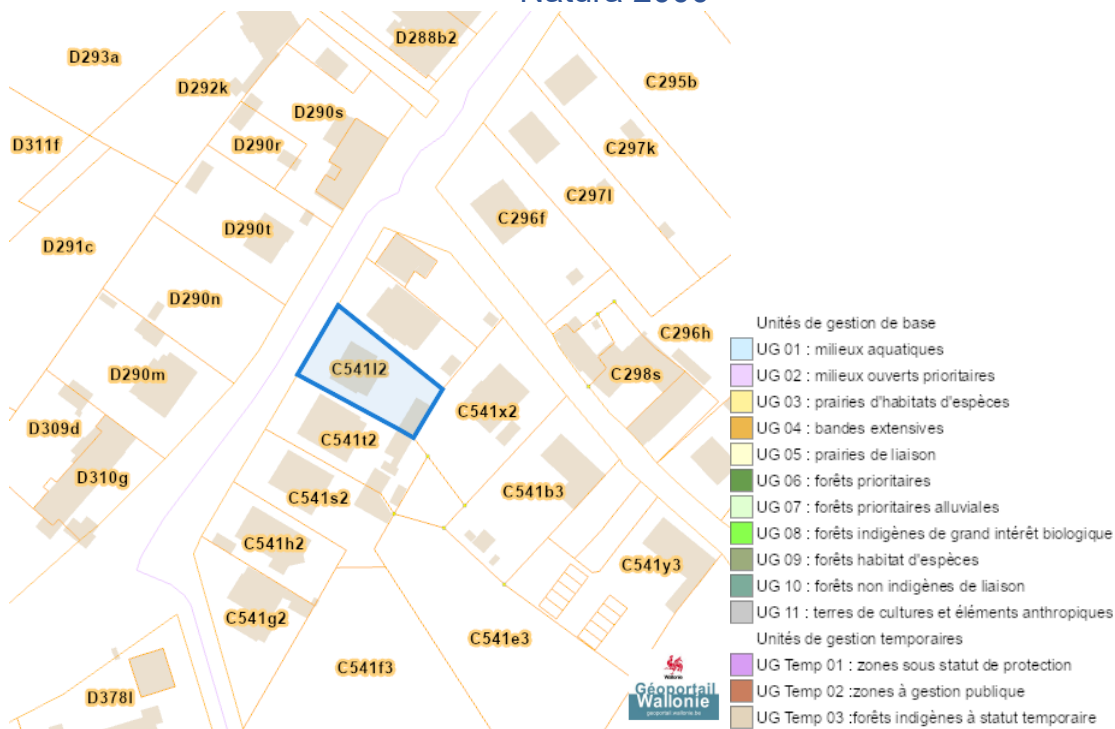 Natura 2000
D288b2
D293a
C295b
D292k
D290s
D311f
D290r
C297k
C297l
C296f
D290t
D291c
D290n
C296h
C541l2
D290m
C298s
C541x2
D309d
C541t2
D310g
C541s2
C541b3
C541h2
C541y3
C541g2
C541e3
C541f3
D378l
Wallonie
Géoportail
Wallonie
geoportail.wallonie.be
Unités de gestion de base
UG 01 : milieux aquatiques
UG 02 : milieux ouverts prioritaires
UG 03 : prairies d'habitats d'espèces
UG 04 : bandes extensives
UG 05 : prairies de liaison
UG 06 : forêts prioritaires
UG 07 : forêts prioritaires alluviales
UG 08 : forêts indigènes de grand intérêt biologique
UG 09 : forêts habitat d'espèces
UG 10 : forêts non indigènes de liaison
UG 11 : terres de cultures et éléments anthropiques
Unités de gestion temporaires
UG Temp 01 : zones sous statut de protection
UG Temp 02 :zones à gestion publique
UG Temp 03 :forêts indigènes à statut temporaire